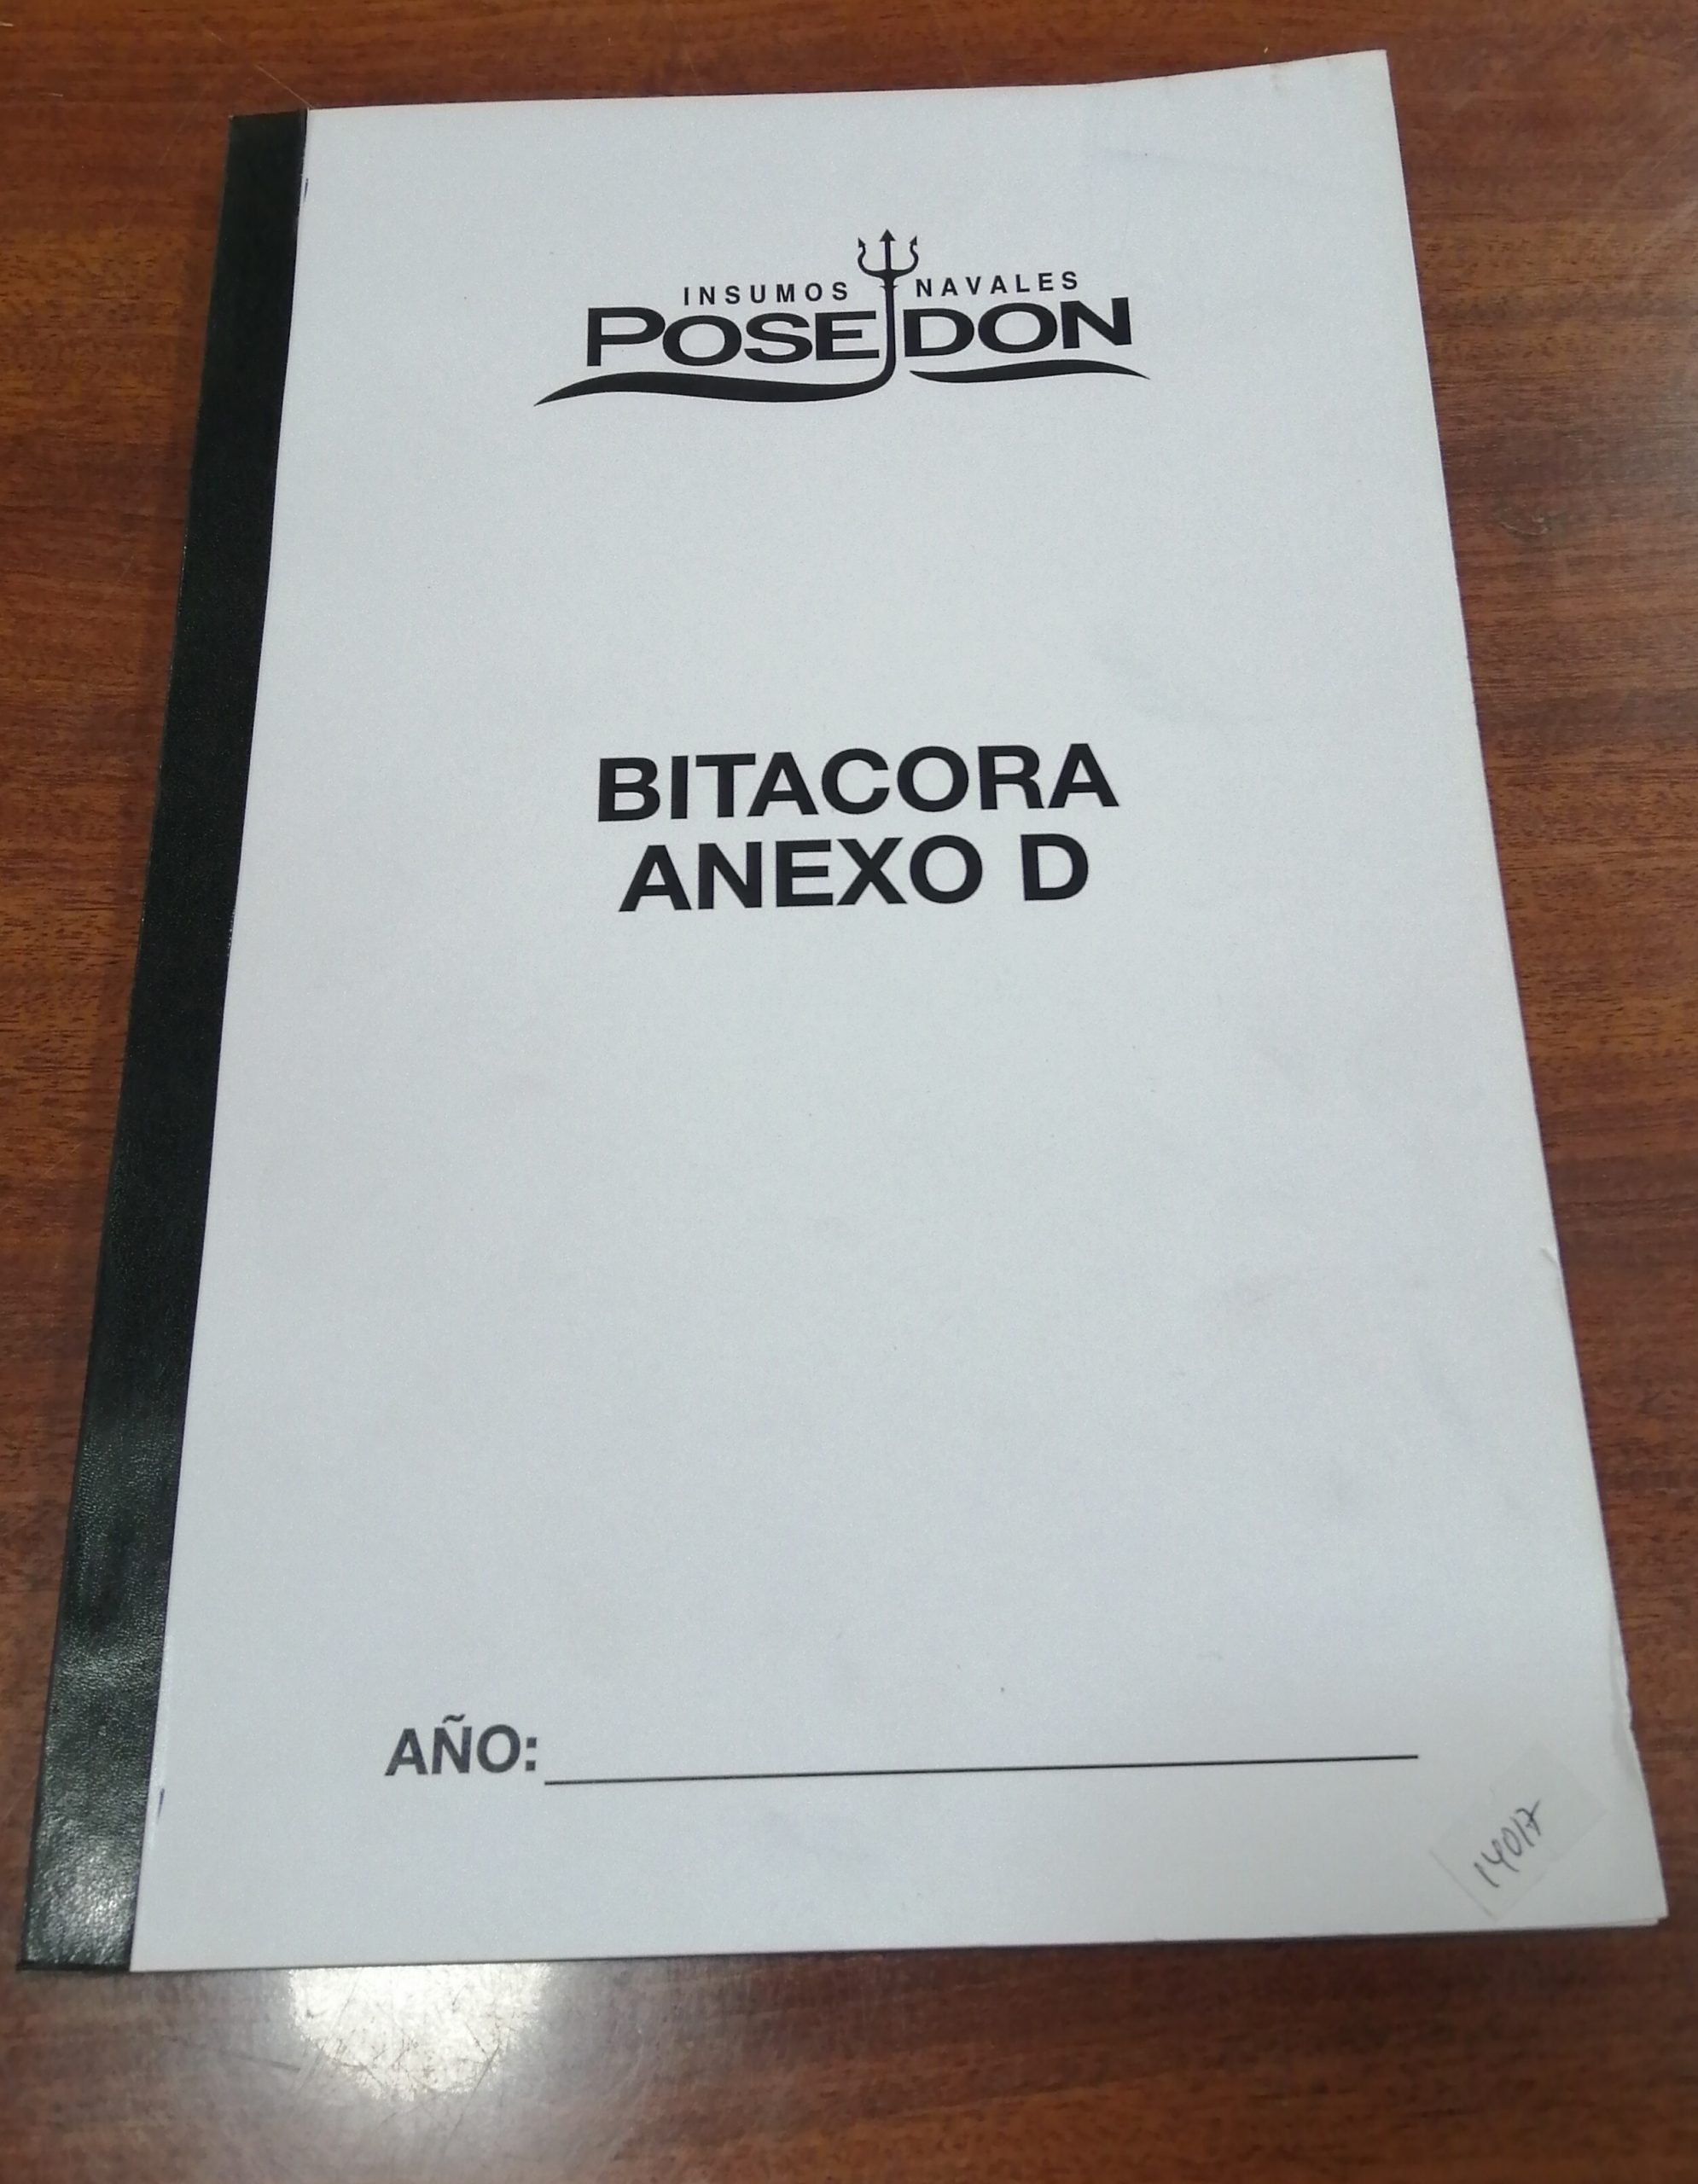 INSUMOS NAVALES
POSEIDON
BITACORA
ANEXO D
AÑO:
14017